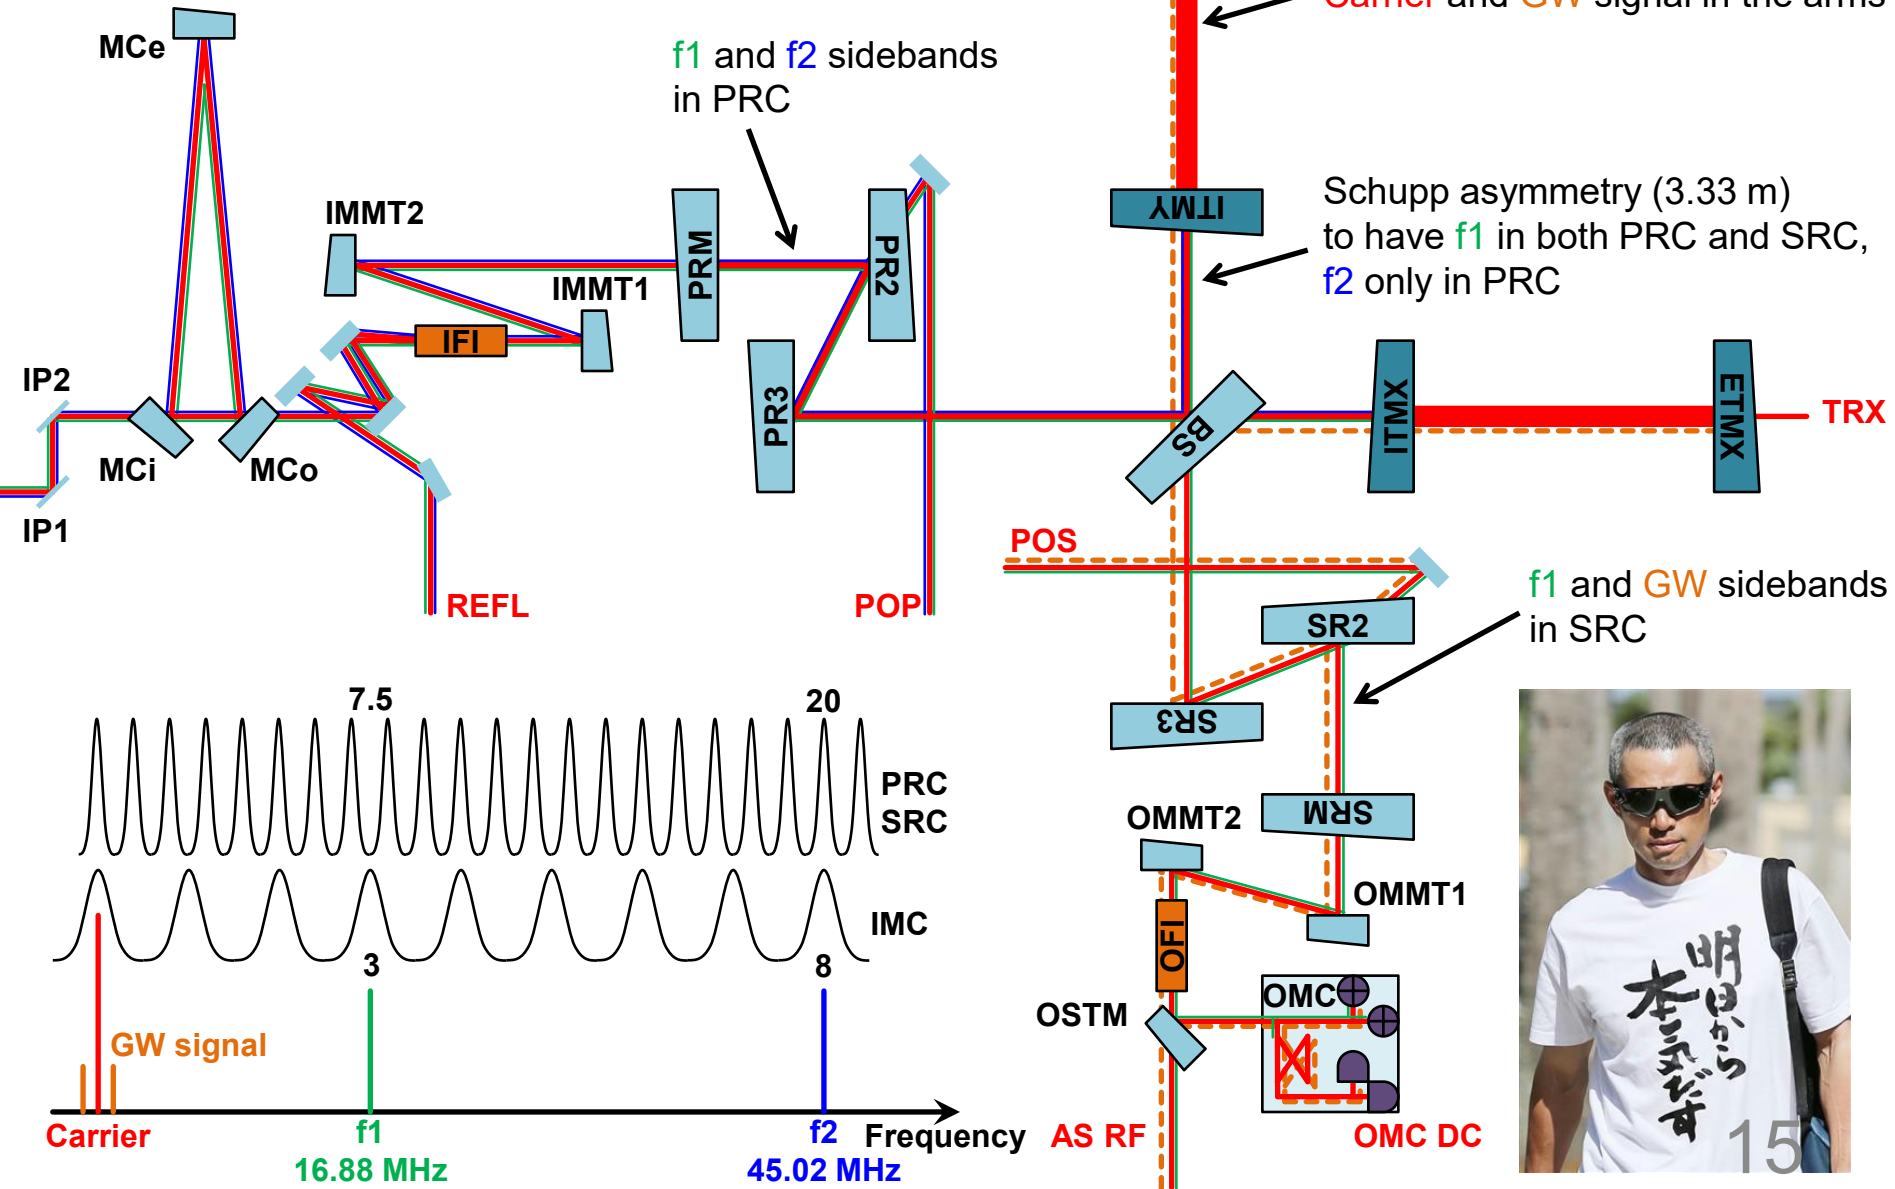 Carrier and GW signal in the arms
MCe
f1 and f2 sidebands
in PRC
IMMT2
IMMT1
PRM
PR2
ITMY
Schupp asymmetry (3.33 m)
to have f1 in both PRC and SRC,
f2 only in PRC
IFI
IP2
MCi
MCo
IP1
PR3
BS
ITMX
ETMX
TRX
REFL
POP
POS
SR2
f1 and GW sidebands
in SRC
SR3
SRM
7.5
20
PRC
SRC
IMC
3
8
GW signal
Carrier
f1
f2
Frequency
16.88 MHz
45.02 MHz
OMMT2
OMMT1
OFI
OSTM
OMC
AS RF
OMC DC
明日から
本気だす
15